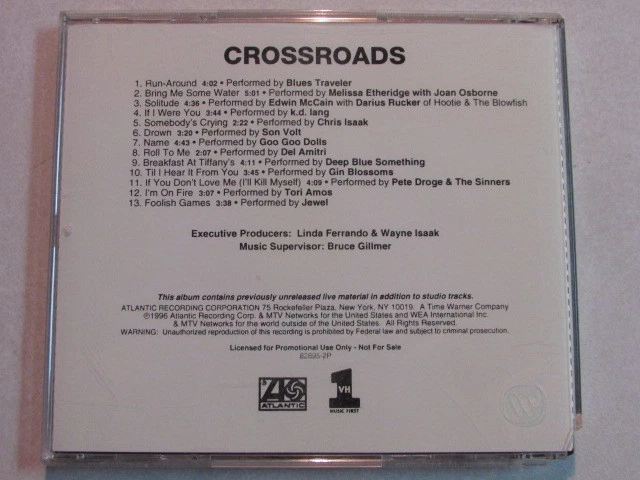 CROSSROADS
1. Run-Around 4:02 • Performed by Blues Traveler
2. Bring Me Some Water 5:01 • Performed by Melissa Etheridge with Joan Osborne
3. Solitude 4:36 • Performed by Edwin McCain with Darius Rucker of Hootie & The Blowfish
4. If I Were You 3:44 • Performed by k.d. lang
5. Somebody's Crying 2:22 • Performed by Chris Isaak
6. Drown 3:20 • Performed by Son Volt
7. Name 4:43 • Performed by Goo Goo Dolls
8. Roll To Me 2:07 • Performed by Del Amitri
9. Breakfast At Tiffany's 4:11 • Performed by Deep Blue Something
10. Til I Hear It From You 3:45 • Performed by Gin Blossoms
11. If You Don't Love Me (I'll Kill Myself) 4:09 • Performed by Pete Droge & The Sinners
12. I'm On Fire 3:07 • Performed by Tori Amos
13. Foolish Games 3:38 • Performed by Jewel
Executive Producers: Linda Ferrando & Wayne Isaak
Music Supervisor: Bruce Gillmer
This album contains previously unreleased live material in addition to studio tracks.
ATLANTIC RECORDING CORPORATION 75 Rockefeller Plaza, New York, NY 10019. A Time Warner Company
℗1996 Atlantic Recording Corp. & MTV Networks for the United States and WEA International Inc.
& MTV Networks for the world outside of the United States. All Rights Reserved.
WARNING: Unauthorized reproduction of this recording is prohibited by Federal law and subject to criminal prosecution.
Licensed for Promotional Use Only - Not For Sale
82895-2P
ATLANTIC
VH
1
MUSIC FIRST